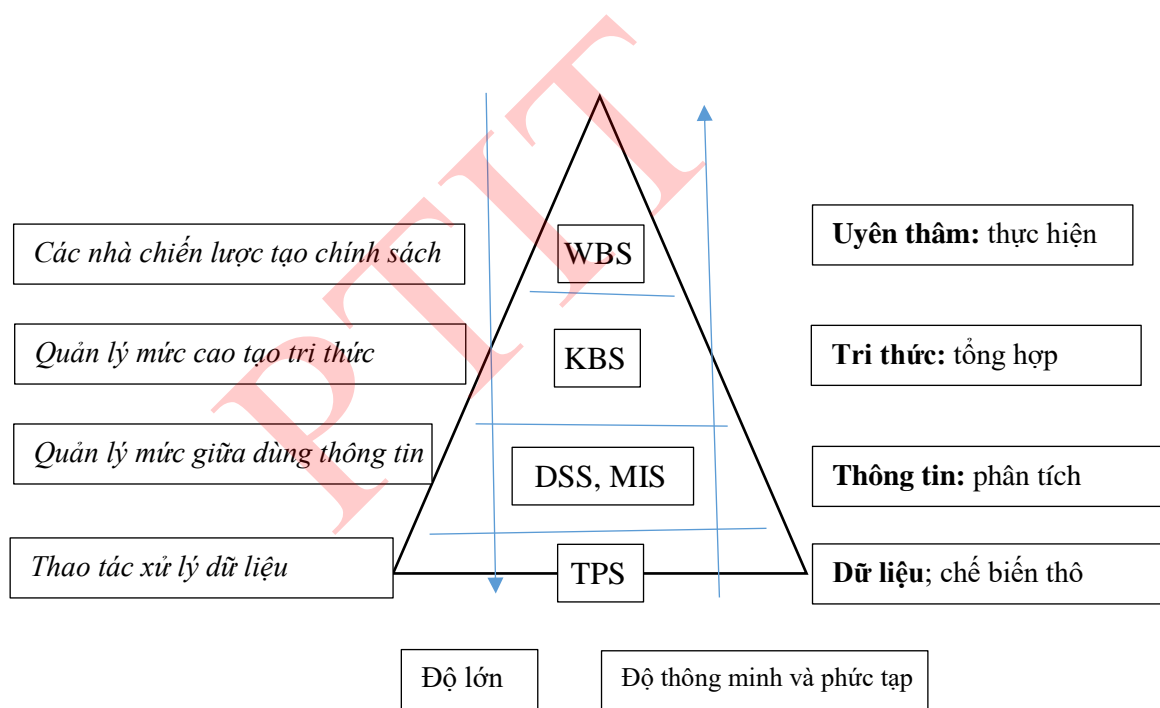 PTIT
Các nhà chiến lược tạo chính sách
WBS
Uyên thâm: thực hiện
Quản lý mức cao tạo tri thức
KBS
Tri thức: tổng hợp
Quản lý mức giữa dùng thông tin
DSS, MIS
Thông tin: phân tích
Thao tác xử lý dữ liệu
TPS
Dữ liệu; chế biến thô
Độ lớn
Độ thông minh và phức tạp